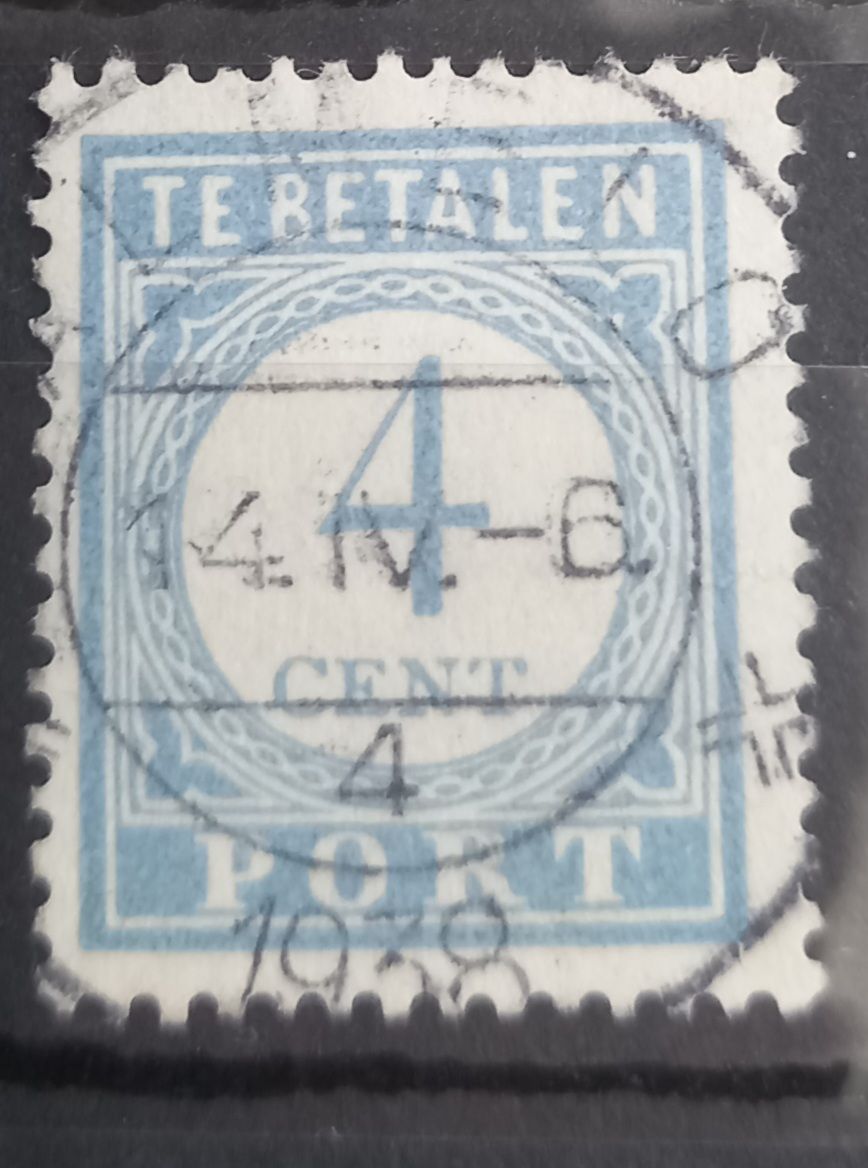 TE BETALEN
4
14.IV.-6
CENT
4
PORT
1938